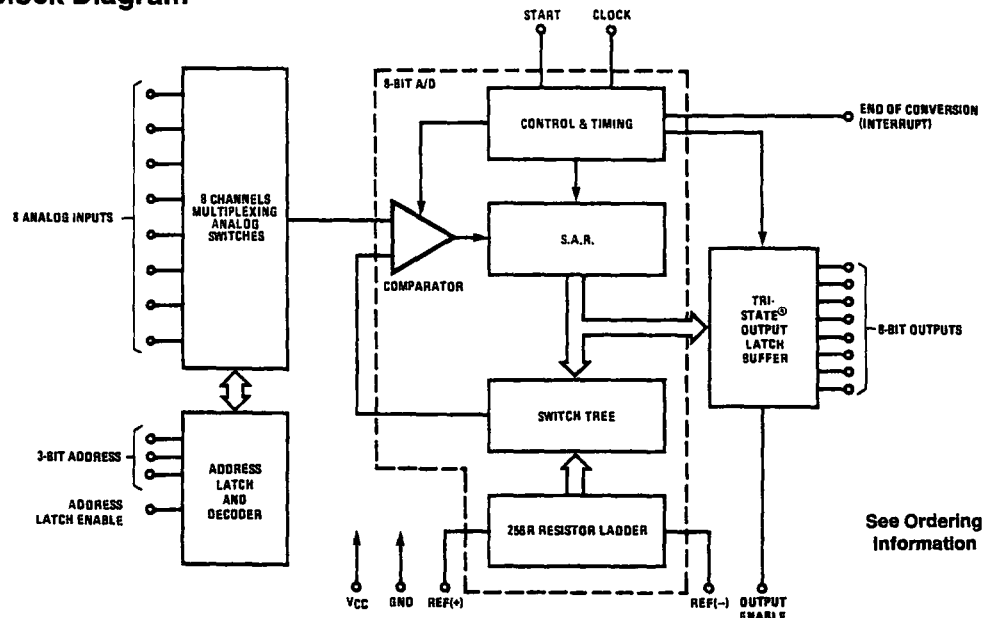 START
CLOCK
8-BIT A/D
CONTROL & TIMING
END OF CONVERSION
(INTERRUPT)
8 ANALOG INPUTS
8 CHANNELS
MULTIPLEXING
ANALOG
SWITCHES
S.A.R.
COMPARATOR
TRI-
STATE®
OUTPUT
LATCH
BUFFER
8-BIT OUTPUTS
SWITCH TREE
3-BIT ADDRESS
ADDRESS
LATCH ENABLE
ADDRESS
LATCH
AND
DECODER
256R RESISTOR LADDER
See Ordering
Information
VCC
GND
REF(+)
REF(−)
OUTPUT
ENABLE